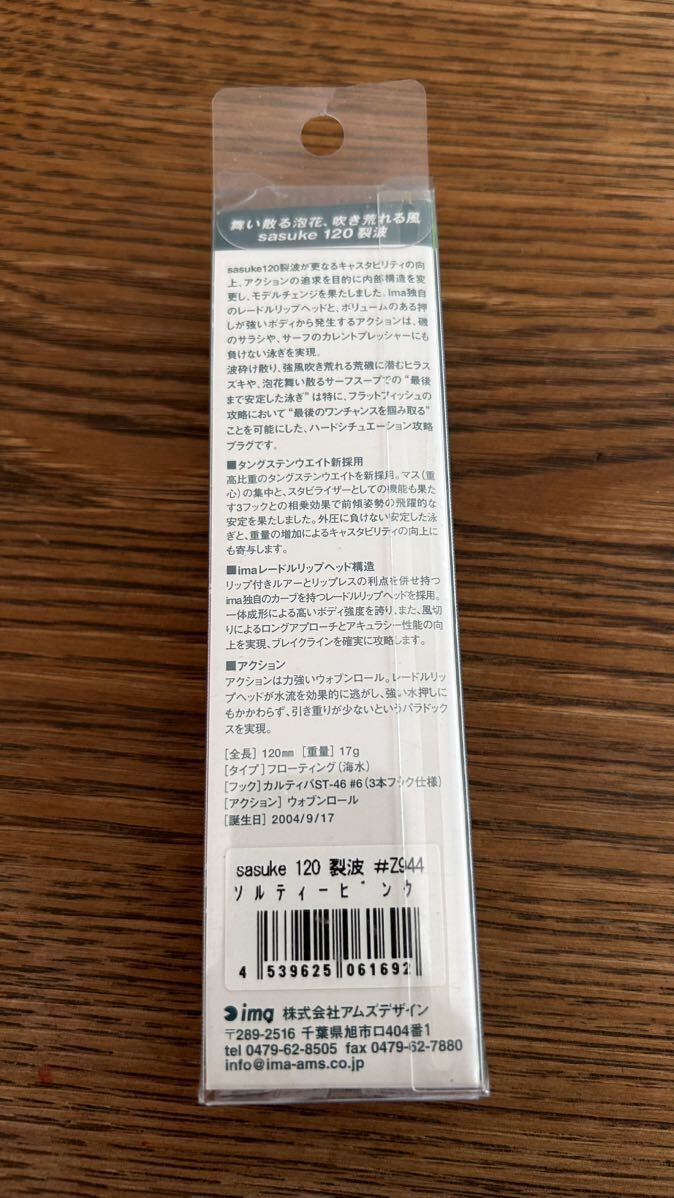 舞い散る泡花、吹き荒れる風
sasuke 120 裂波
sasuke120裂波が更なるキャスタビリティの向
上、アクションの追求を目的に内部構造を変
更し、モデルチェンジを果たしました。ima独自
のレードルリップヘッドと、ボリュームのある押
しが強いボディから発生するアクションは、磯
のサラシや、サーフのカレントプレッシャーにも
負けない泳ぎを実現。
波砕け散り、強風吹き荒れる荒磯に潜むヒラス
ズキや、泡花舞い散るサーフスープでの“最後
まで安定した泳ぎ”は特に、フラットフィッシュの
攻略において“最後のワンチャンスを掴み取る”
ことを可能にした、ハードシチュエーション攻略
プラグです。
■タングステンウエイト新採用
高比重のタングステンウエイトを新採用。マス(重
心)の集中と、スタビライザーとしての機能も果た
す3フックとの相乗効果で前傾姿勢の飛躍的な
安定を果たしました。外圧に負けない安定した泳
ぎと、重量の増加によるキャスタビリティの向上に
も寄与します。
■imaレードルリップヘッド構造
リップ付きルアーとリップレスの利点を併せ持つ
ima独自のカーブを持つレードルリップヘッドを採用。
一体成形による高いボディ強度を誇り、また、風切
りによるロングアプローチとアキュラシー性能の向
上を実現、ブレイクラインを確実に攻略します。
■アクション
アクションは力強いウォブンロール。レードルリッ
プヘッドが水流を効果的に逃がし、強い水押しに
もかかわらず、引き重りが少ないというパラドック
スを実現。
[全長] 120mm [重量] 17g
[タイプ] フローティング(海水)
[フック] カルティバST-46 #6(3本フック仕様)
[アクション] ウォブンロール
[誕生日] 2004/9/17
sasuke 120 裂波 #Z944
ソルティーピンク
4 539625 061692
ima 株式会社アムズデザイン
〒289-2516 千葉県旭市ロ404番1
tel 0479-62-8505 fax 0479-62-7880
info@ima-ams.co.jp